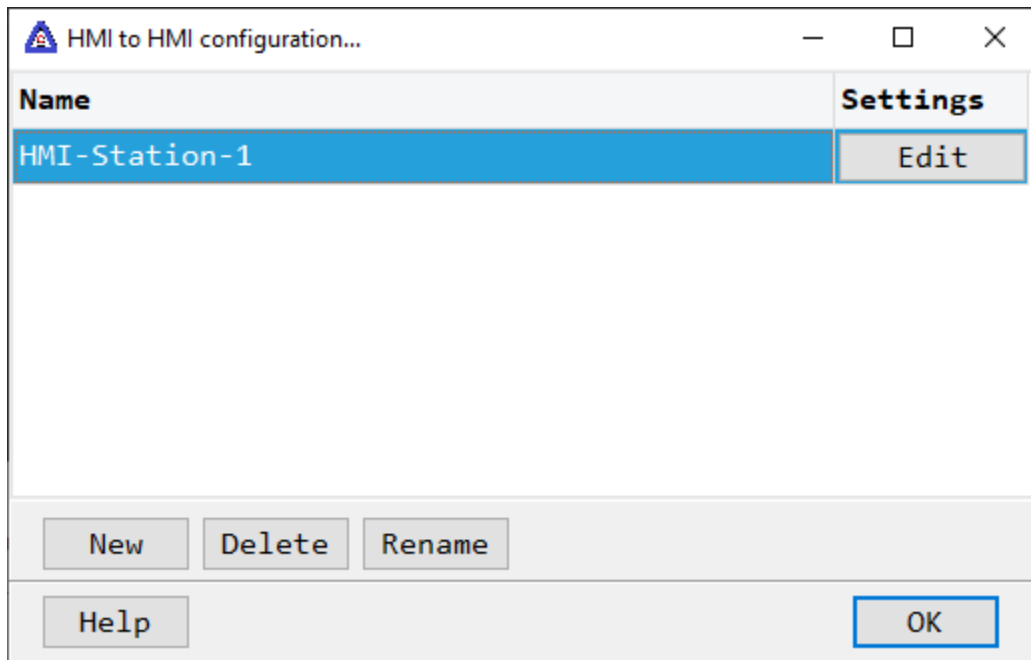 HMI to HMI configuration...
Name Settings
HMI-Station-1 Edit
New Delete Rename
Help OK